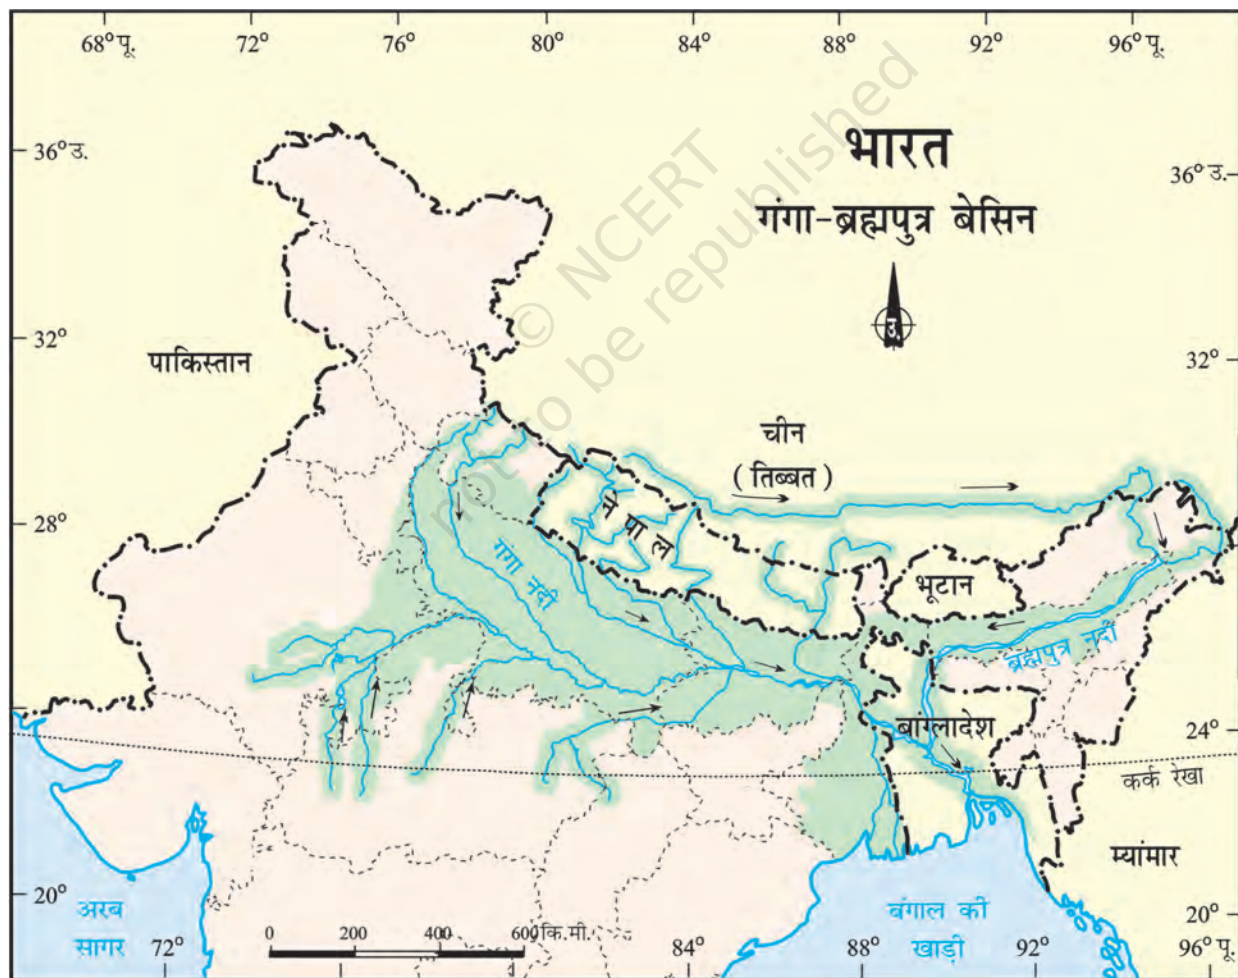 68° पू. 72° 76° 80° 84° 88° 92° 96° पू.
© NCERT
not to be republished
भारत
गंगा-ब्रह्मपुत्र बेसिन
36° उ. 36° उ.
उ.
32° 32°
पाकिस्तान
चीन
(तिब्बत)
28°
नेपाल
गंगा नदी
भूटान
ब्रह्मपुत्र नदी
बांग्लादेश
24°
कर्क रेखा
म्यांमार
20° 20°
अरब
सागर
बंगाल की
खाड़ी
0 200 400 600 कि.मी.
72° 84° 88° 92° 96° पू.